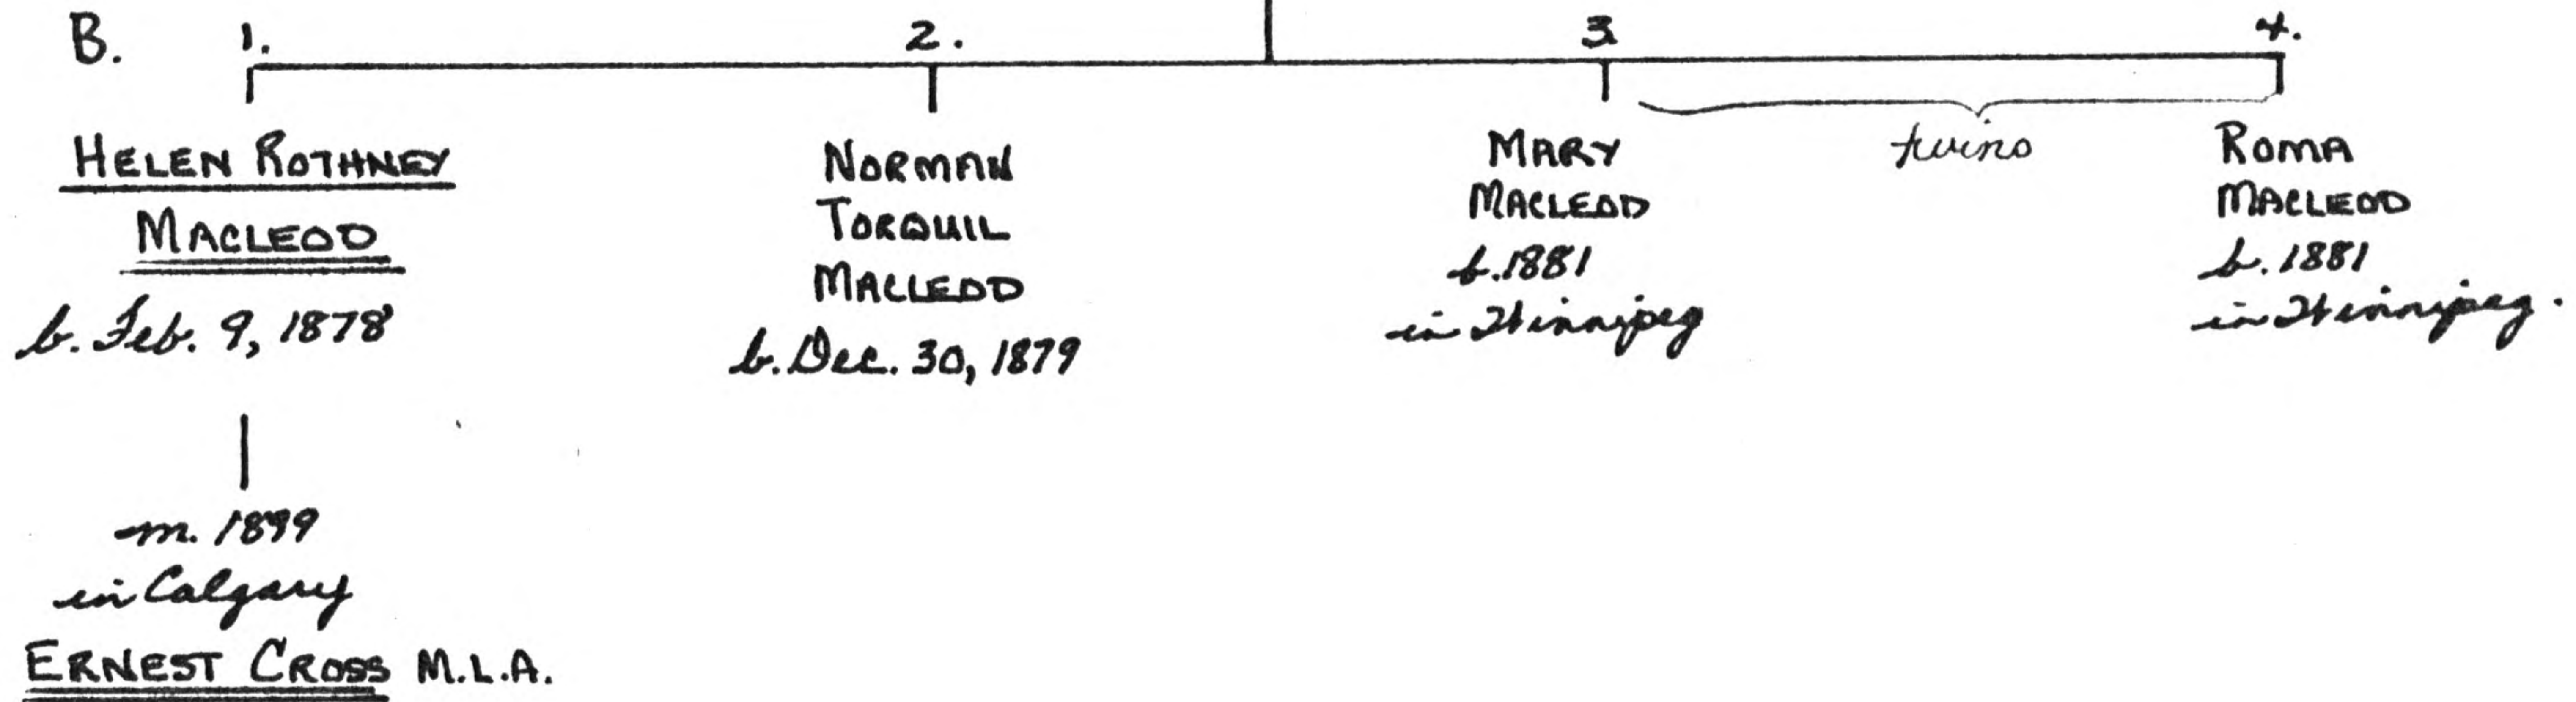 B. 1. 2. 3 4.
HELEN ROTHNEY
MACLEOD
b. Feb. 9, 1878
NORMAN
TORQUIL
MACLEOD
b. Dec. 30, 1879
MARY
MACLEOD
b. 1881
in Winnipeg
twins
ROMA
MACLEOD
b. 1881
in Winnipeg.
m. 1899
in Calgary
ERNEST CROSS M.L.A.